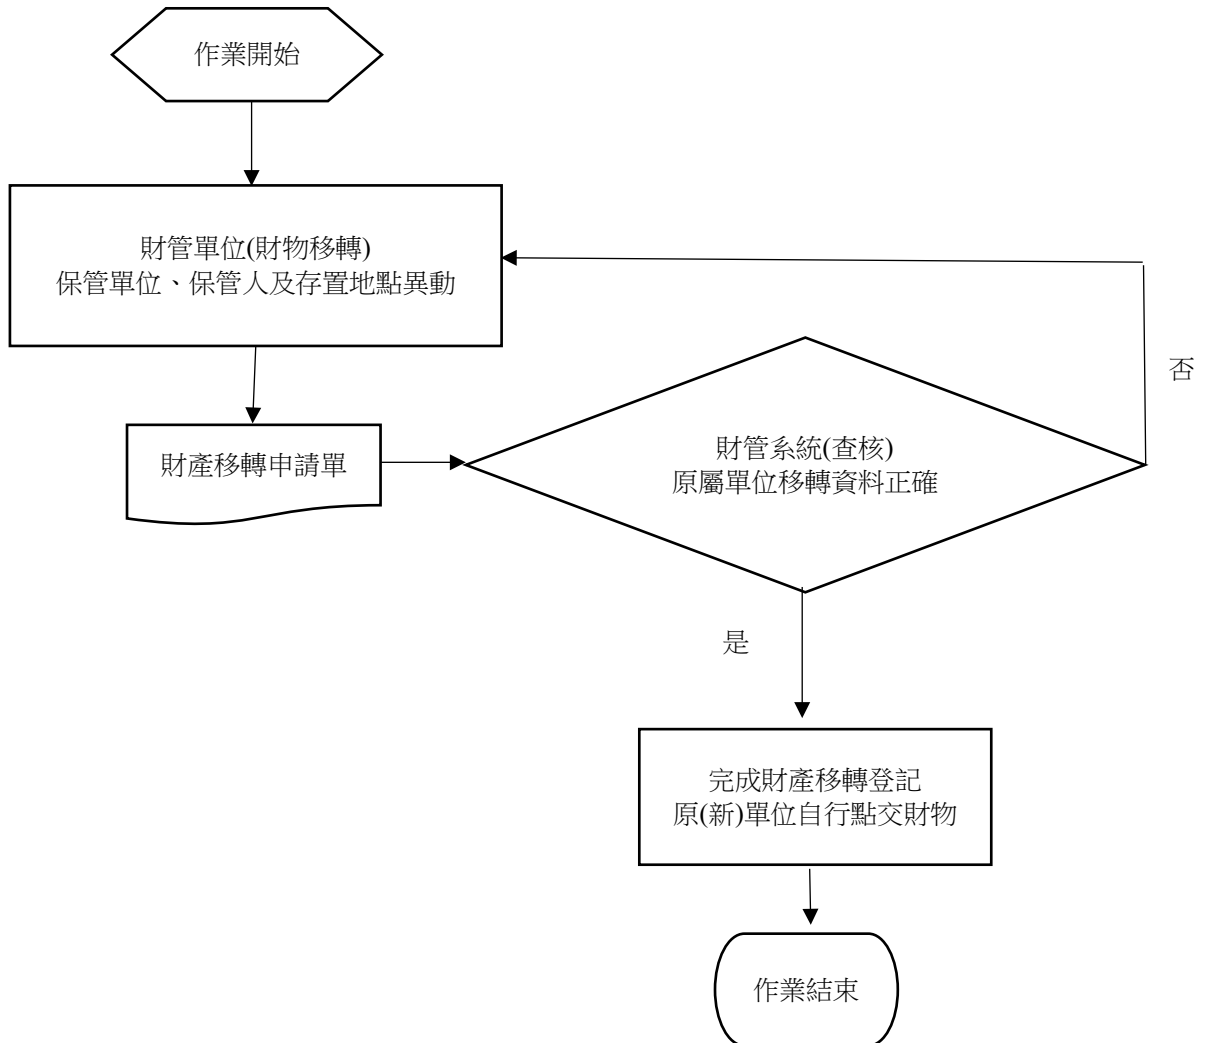 作業開始
財管單位(財物移轉)
保管單位、保管人及存置地點異動
否
財產移轉申請單
財管系統(查核)
原屬單位移轉資料正確
是
完成財產移轉登記
原(新)單位自行點交財物
作業結束